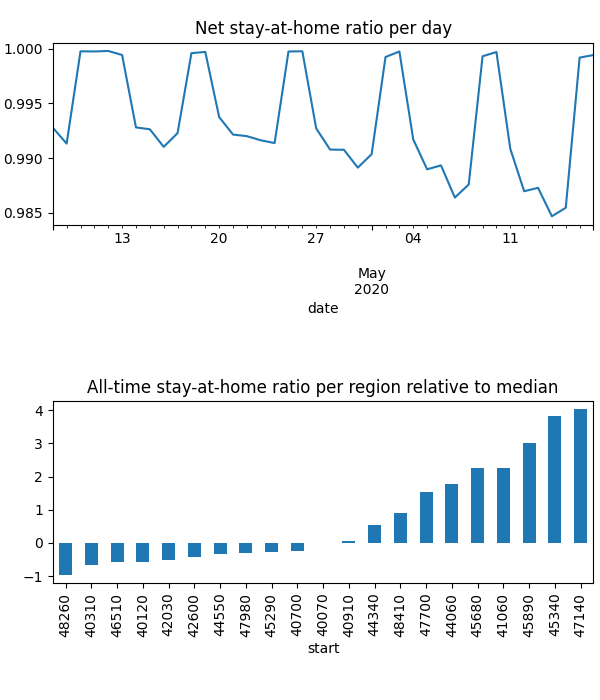 Net stay-at-home ratio per day
1.000
0.995
0.990
0.985
13 20 27 04 11
May
2020
date
All-time stay-at-home ratio per region relative to median
4
3
2
1
0
−1
48260 40310 46510 40120 42030 42600 44550 47980 45290 40700 40070 40910 44340 48410 47700 44060 45680 41060 45890 45340 47140
start